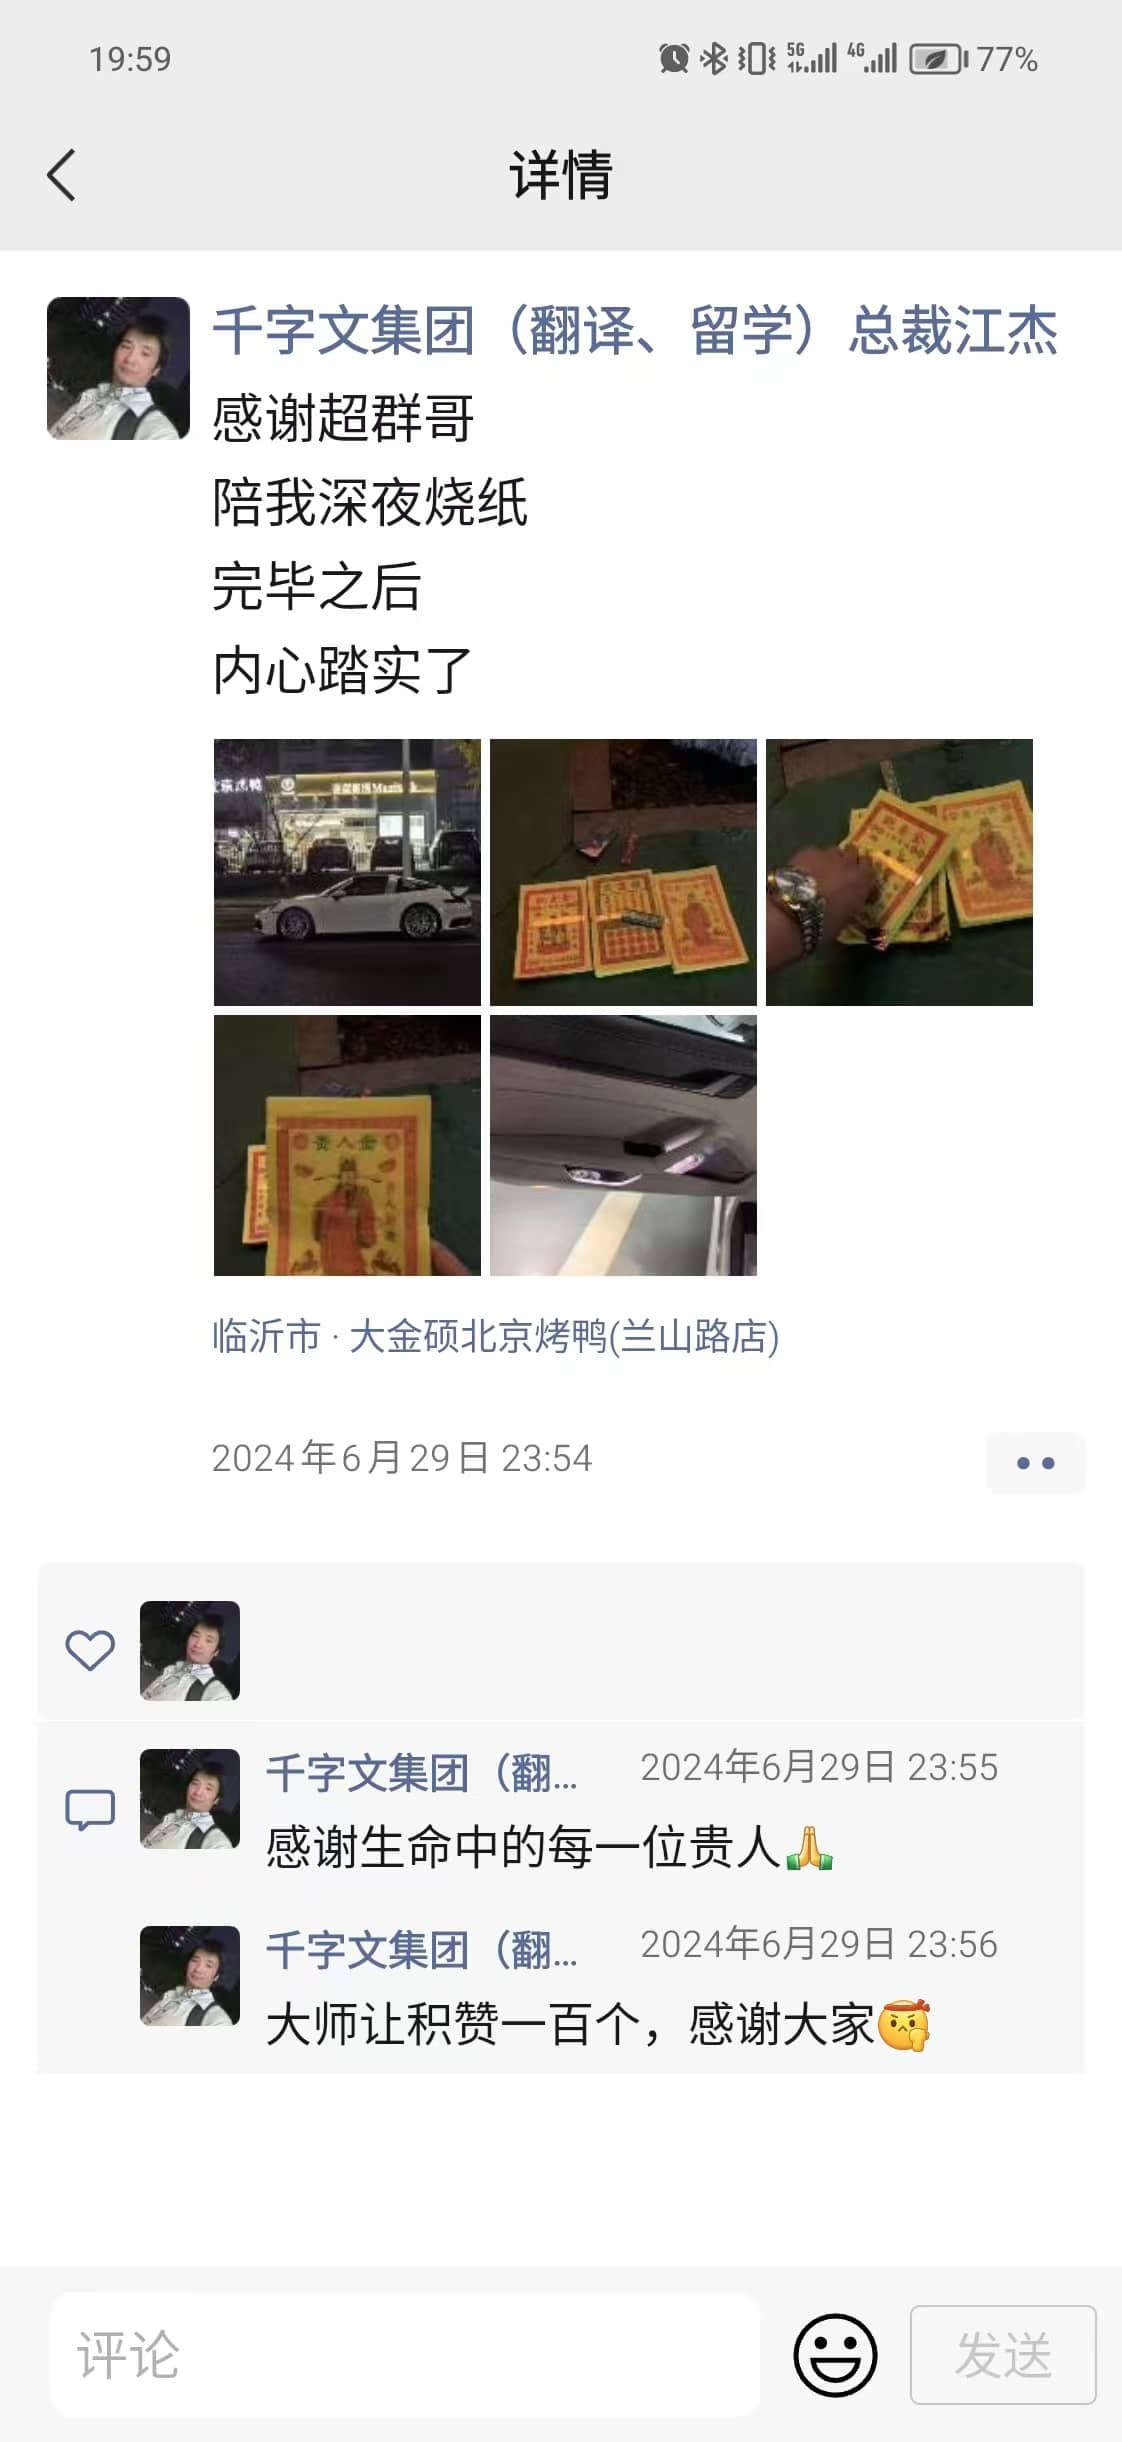 19:59
5G
4G
77%
详情
千字文集团（翻译、留学）总裁江杰
感谢超群哥
陪我深夜烧纸
完毕之后
内心踏实了
贵人金
临沂市 · 大金硕北京烤鸭(兰山路店)
2024年6月29日 23:54
千字文集团（翻... 2024年6月29日 23:55
感谢生命中的每一位贵人🙏
千字文集团（翻... 2024年6月29日 23:56
大师让积赞一百个，感谢大家
评论
发送